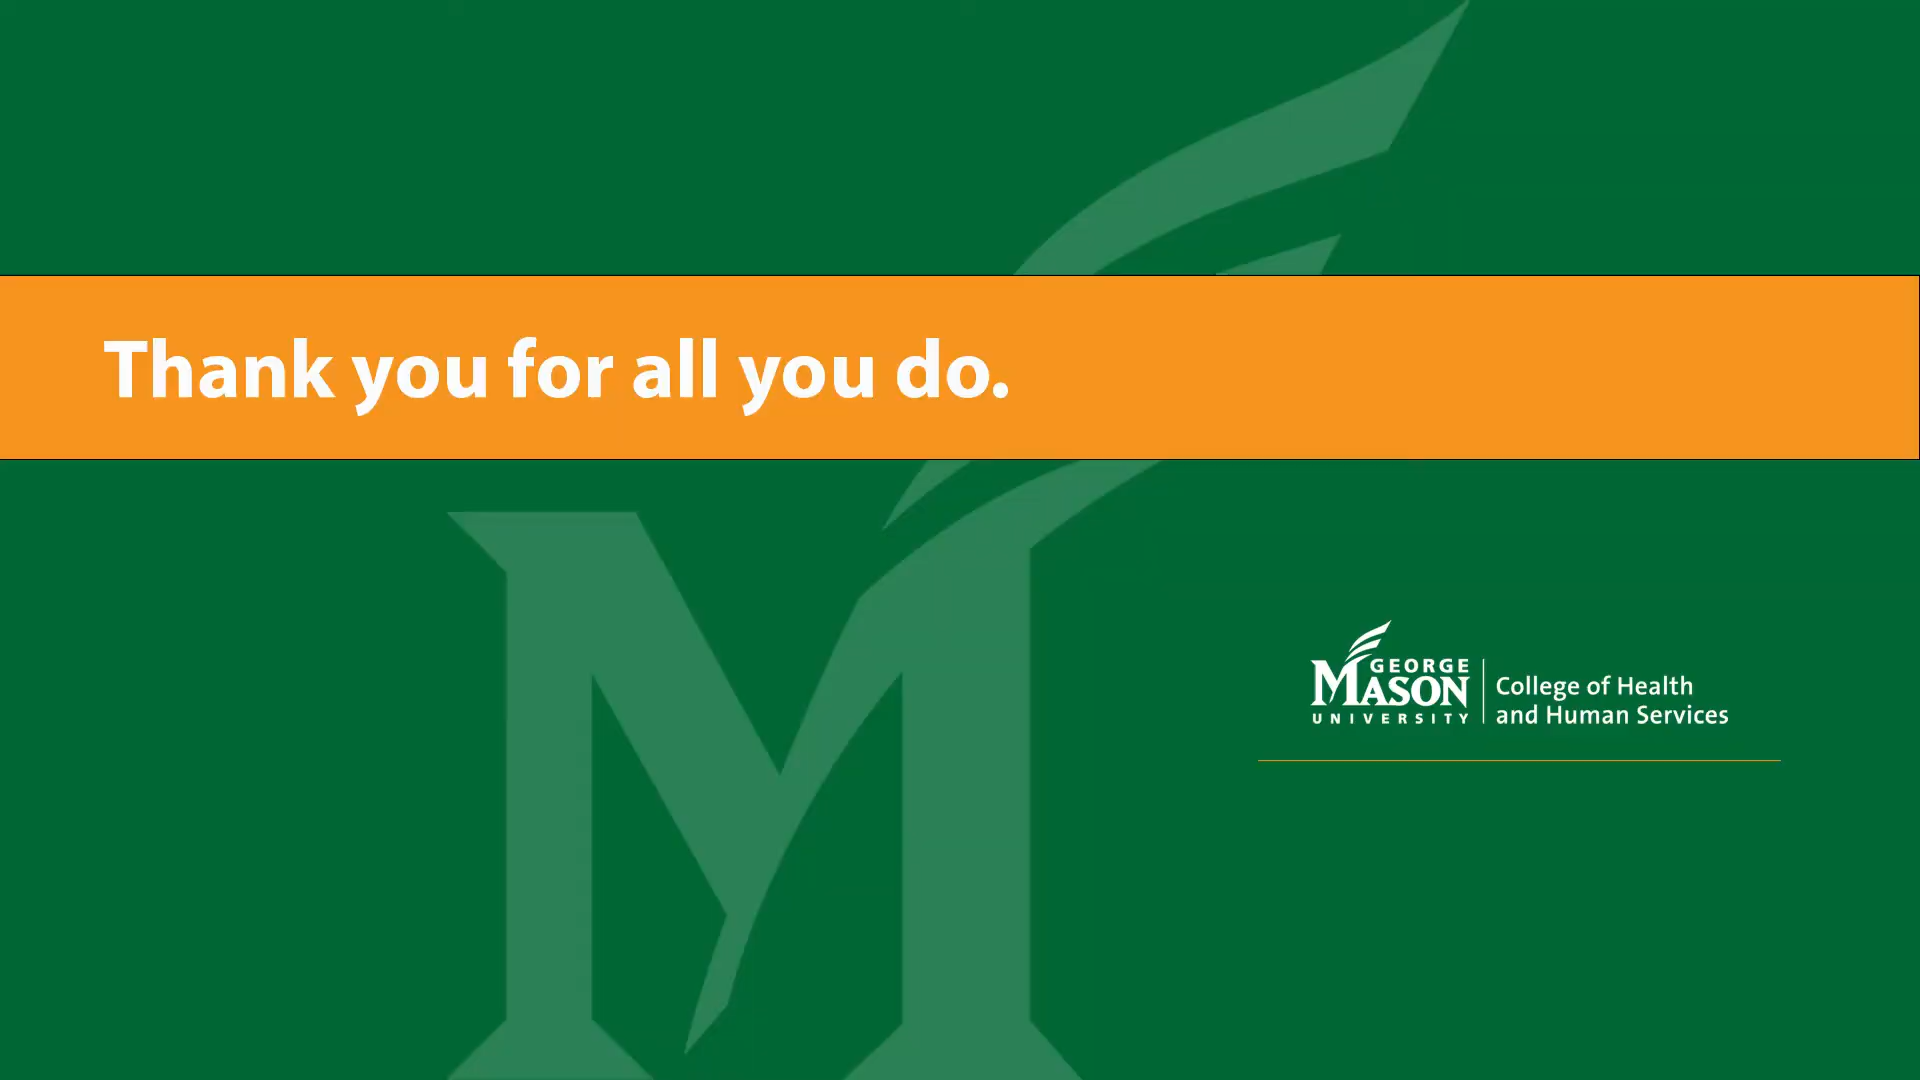 Thank you for all you do.
GEORGE
MASON
UNIVERSITY
College of Health
and Human Services